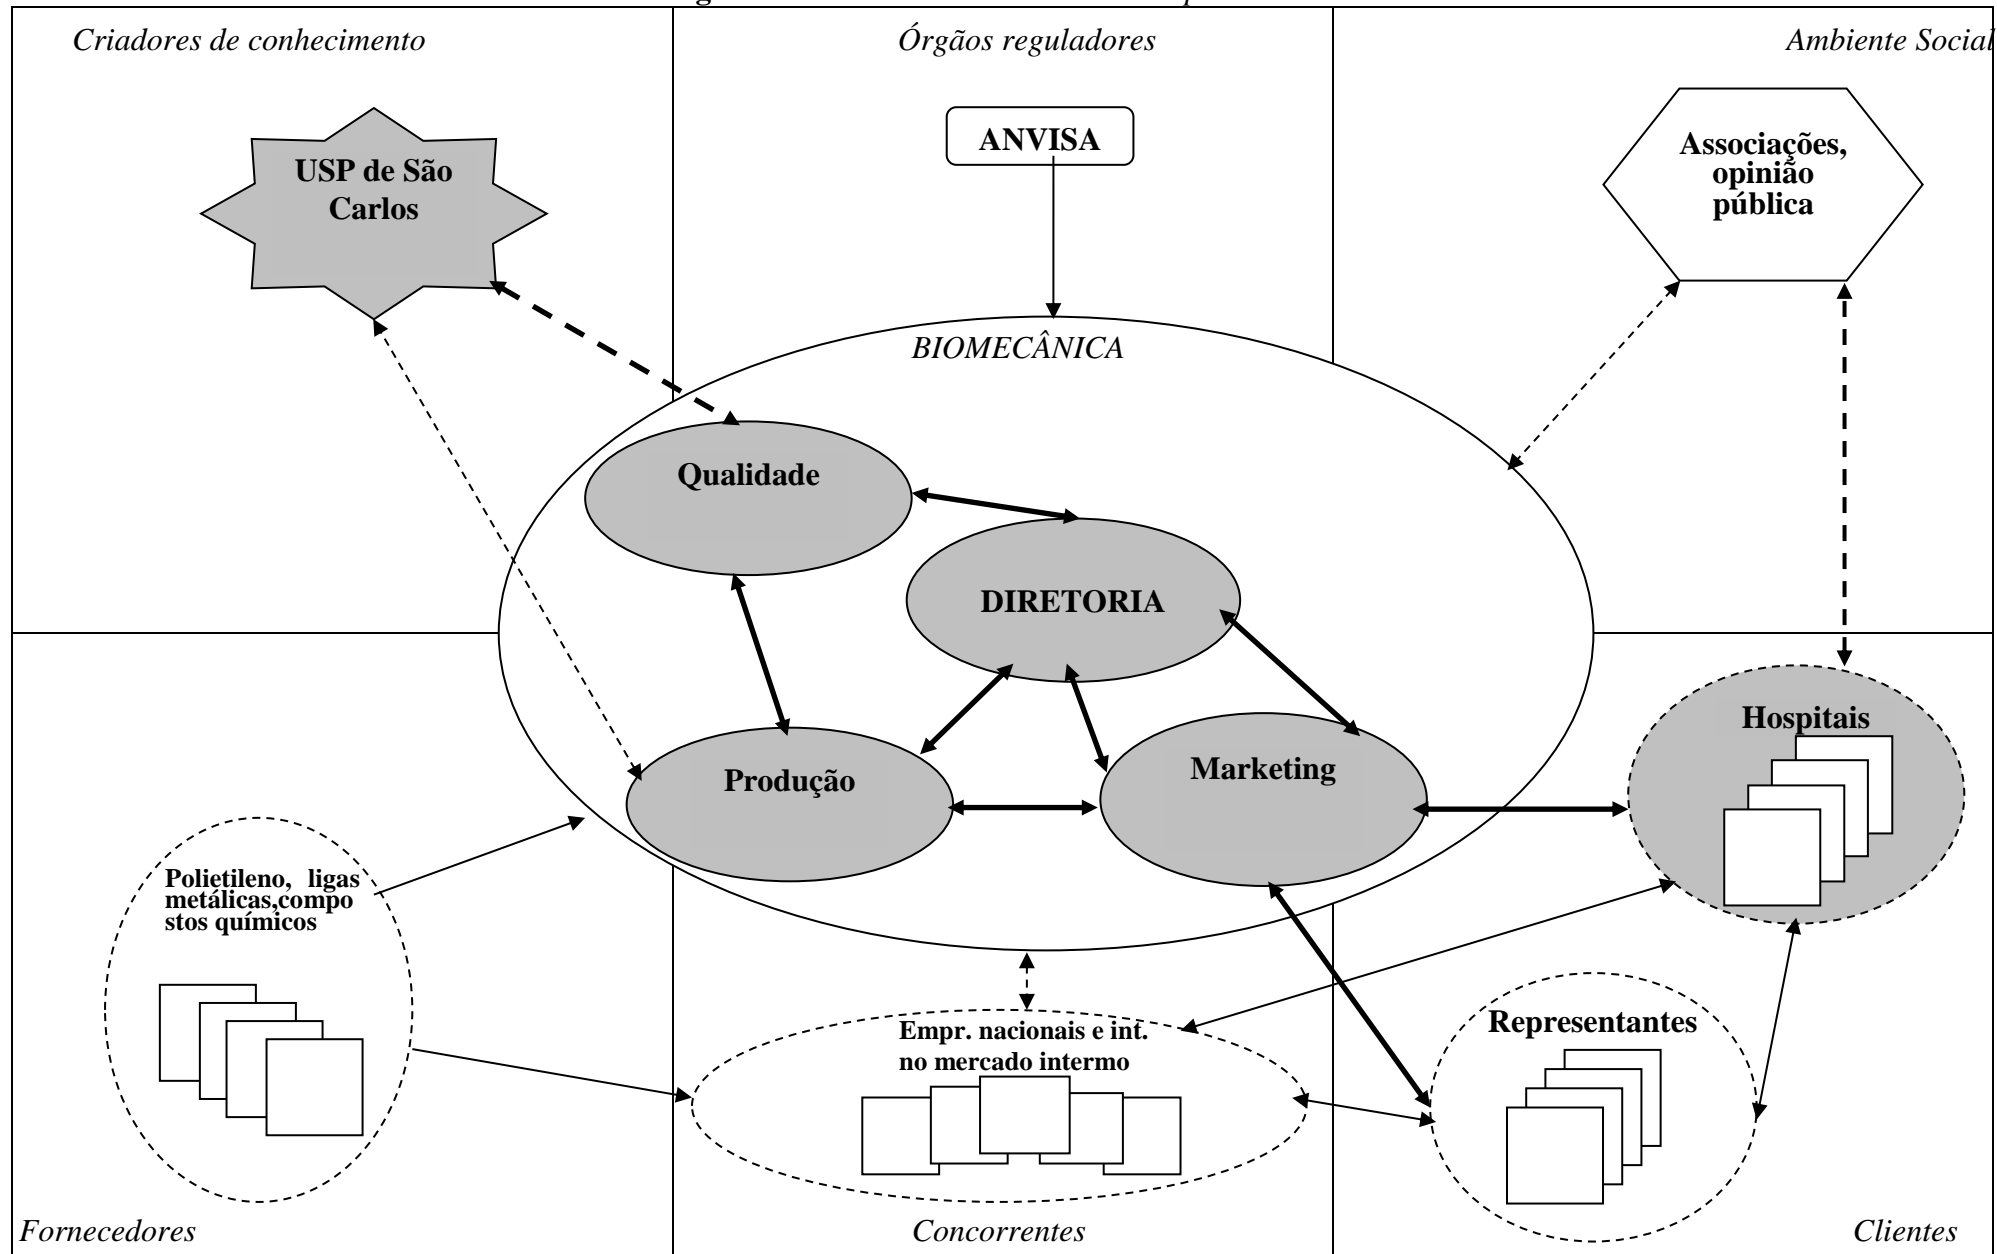 Criadores de conhecimento
Órgãos reguladores
Ambiente Social
USP de São
Carlos
ANVISA
Associações,
opinião
pública
BIOMECÂNICA
Qualidade
DIRETORIA
Produção
Marketing
Hospitais
Polietileno, ligas
metálicas,compo
stos químicos
Empr. nacionais e int.
no mercado intermo
Representantes
Fornecedores
Concorrentes
Clientes